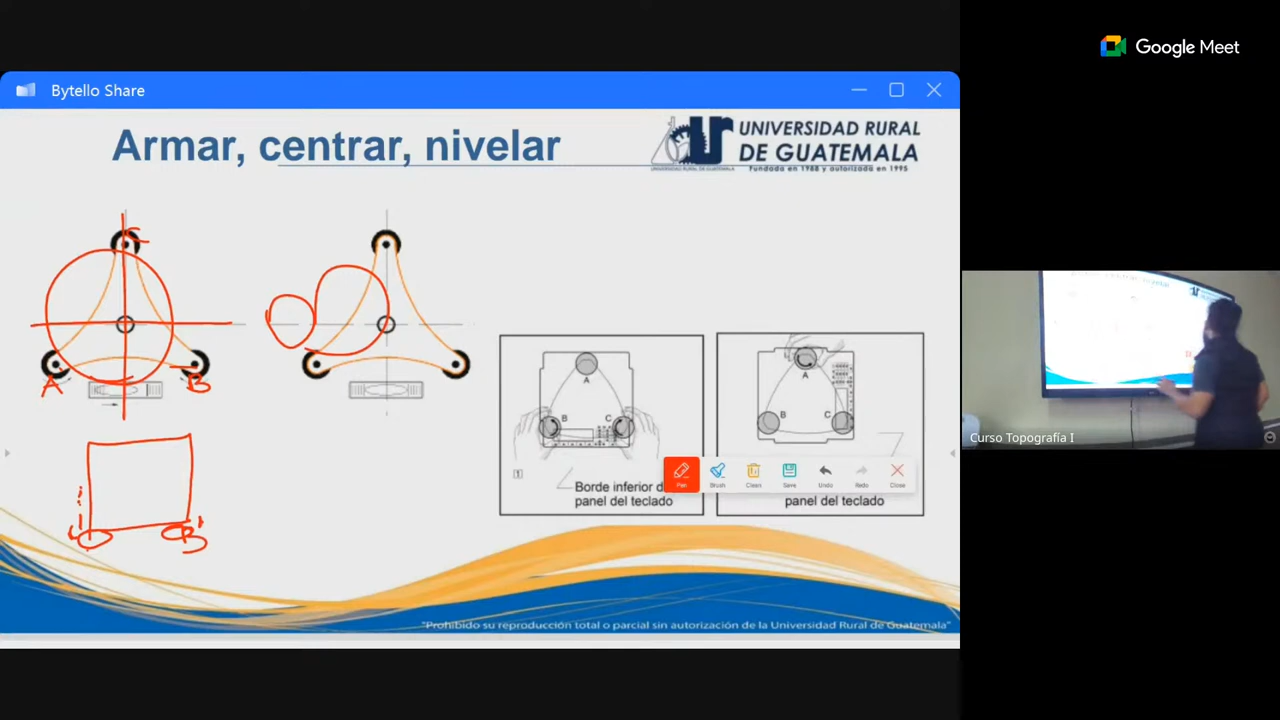 Google Meet
Bytello Share
Armar, centrar, nivelar
UNIVERSIDAD RURAL
DE GUATEMALA
Fundada en 1988 y autorizada en 1995
C
A
B
B
A
B
C
1
Borde inferior d
panel del teclado
A
B
C
panel del teclado
Pen
Brush
Clean
Save
Undo
Redo
Close
Curso Topografía I
"Prohibido su reproducción total o parcial sin autorización de la Universidad Rural de Guatemala"